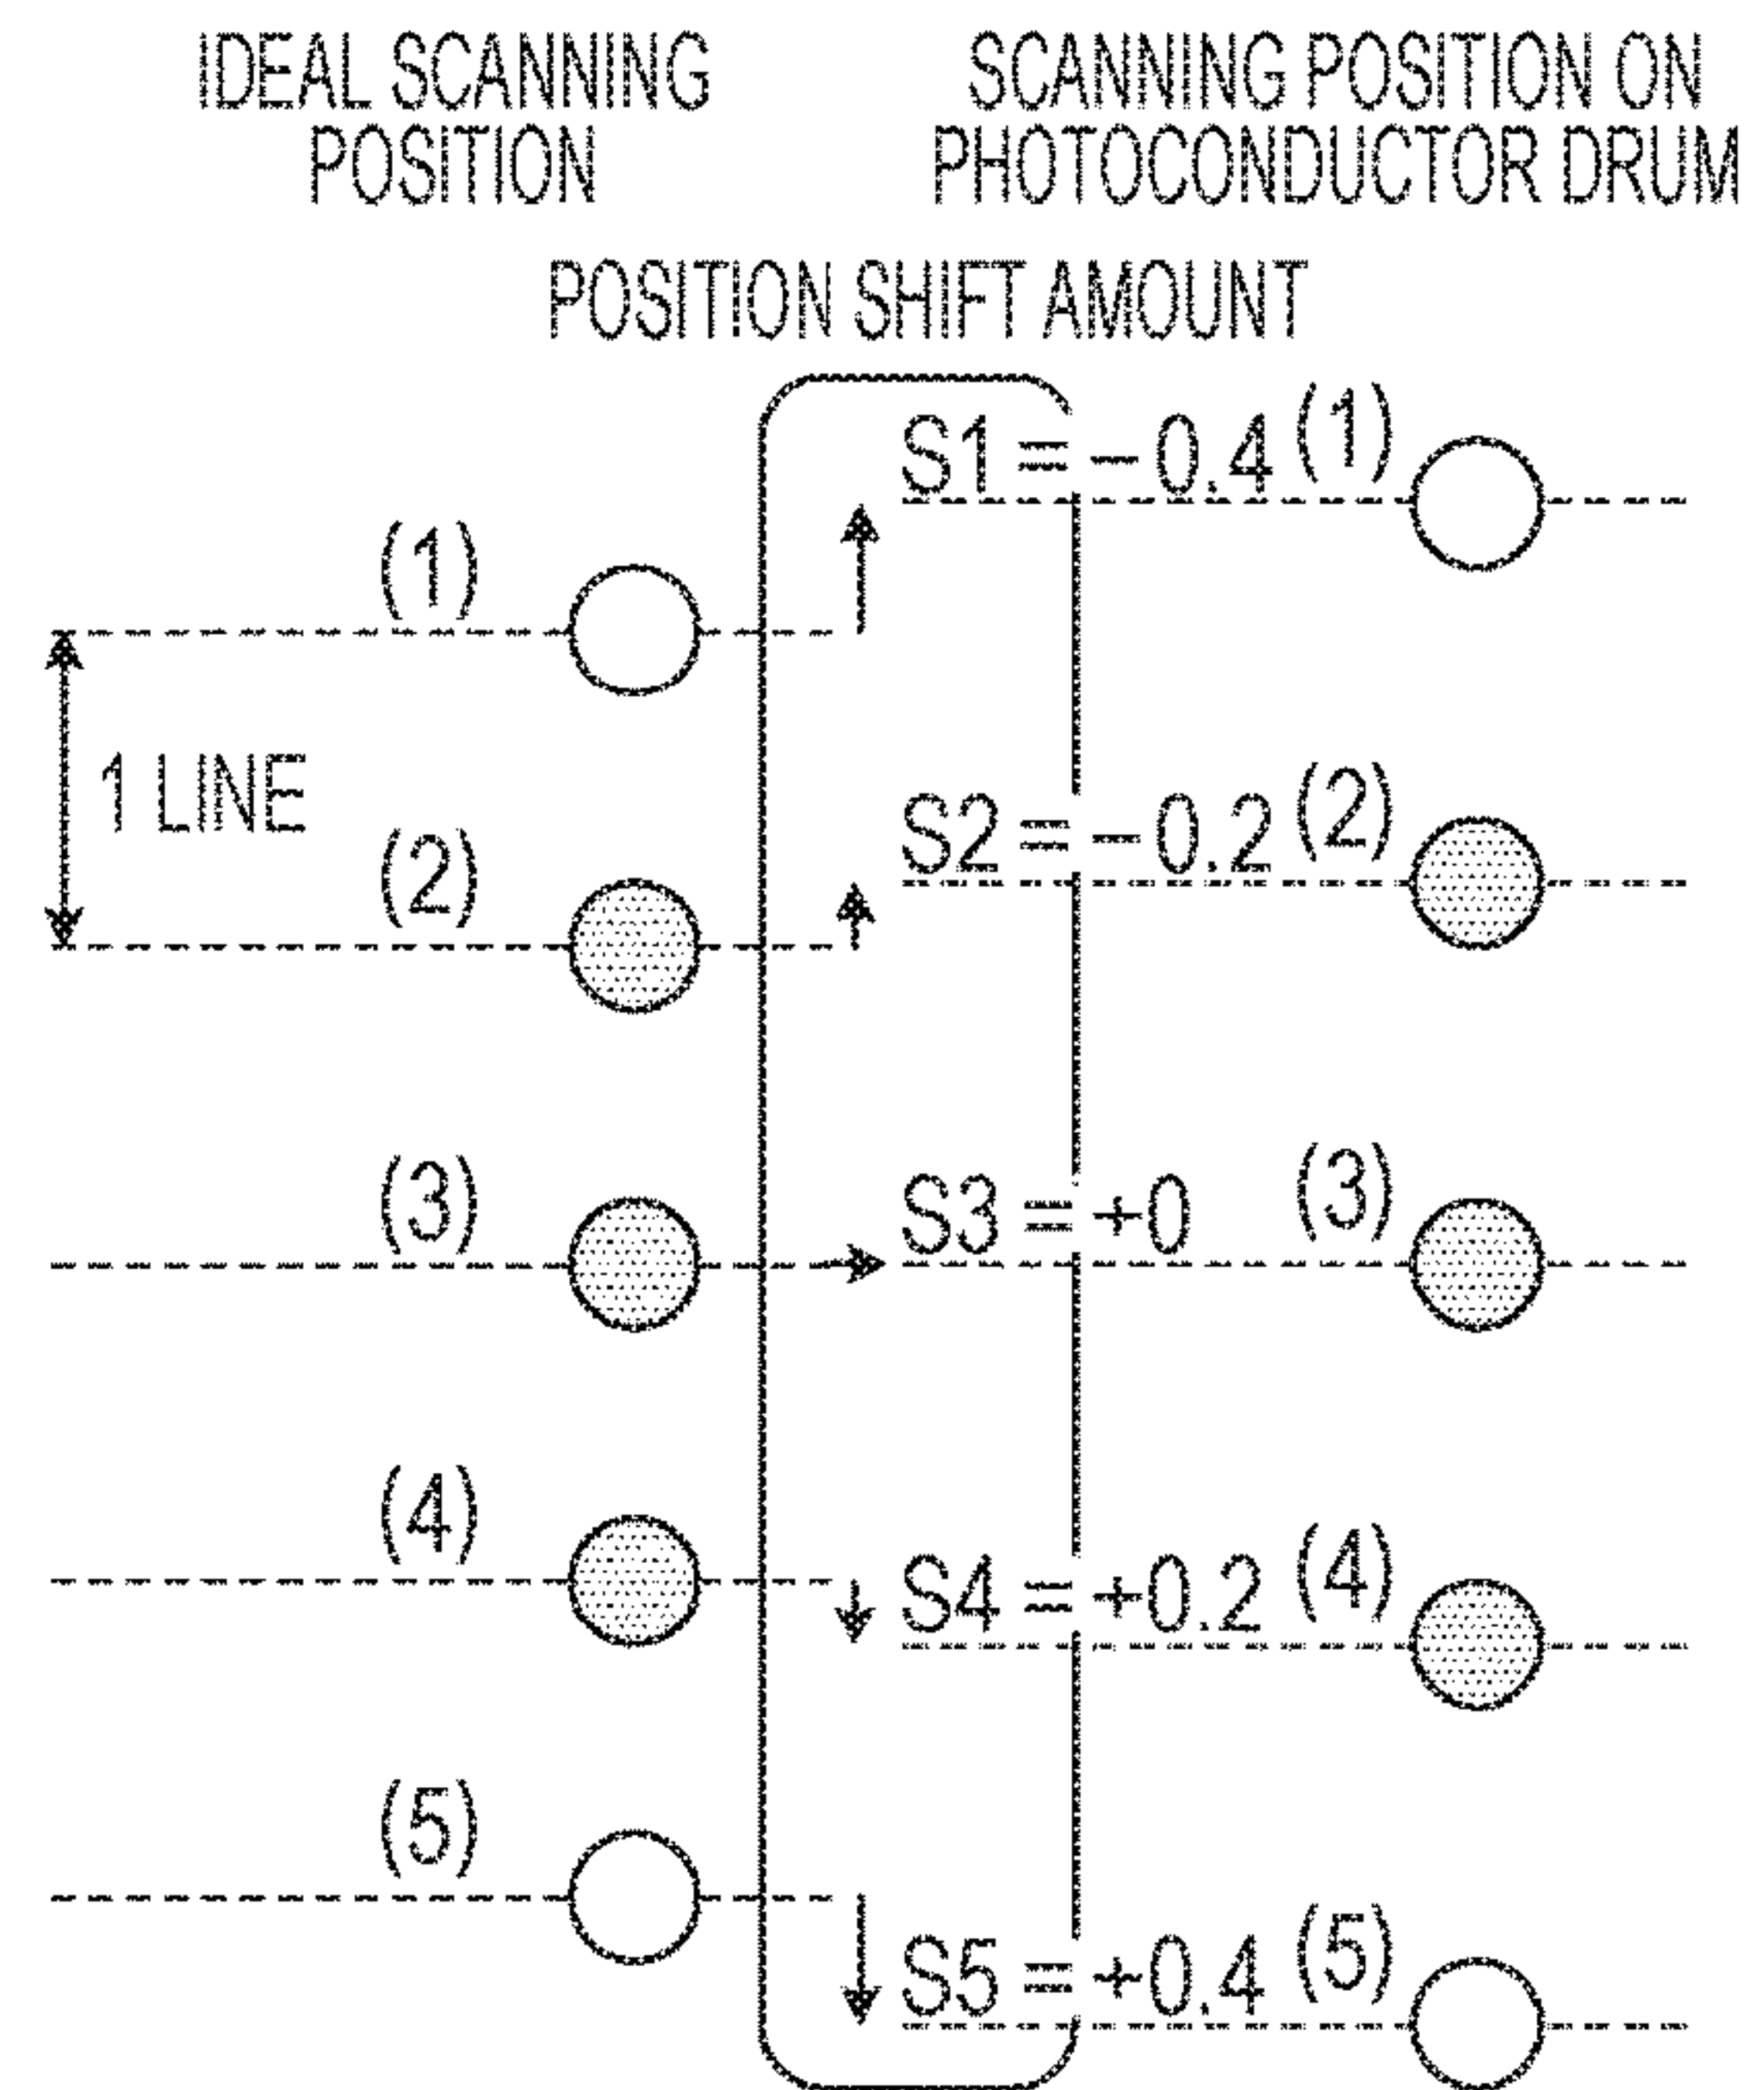 IDEAL SCANNING
POSITION
SCANNING POSITION ON
PHOTOCONDUCTOR DRUM
POSITION SHIFT AMOUNT
S1 = −0.4 (1)
(1)
1 LINE
S2 = −0.2 (2)
(2)
(3) S3 = +0 (3)
(4)
S4 = +0.2 (4)
(5)
S5 = +0.4 (5)